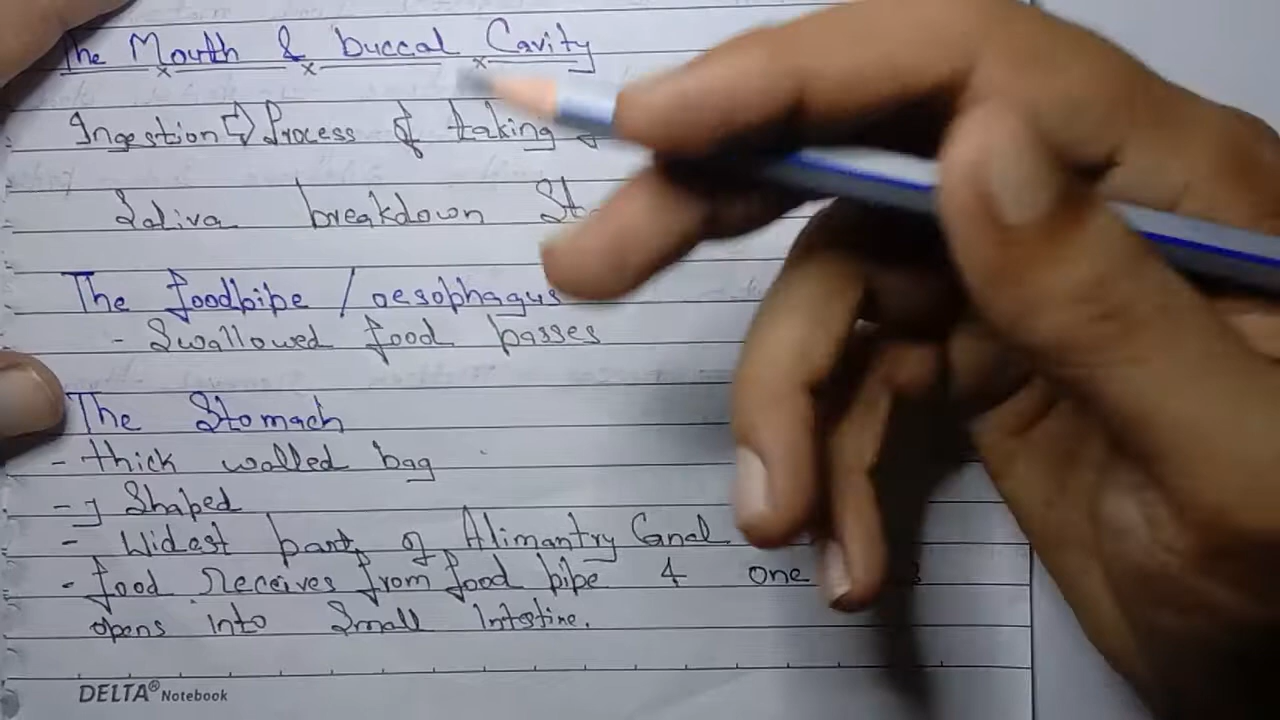 The Mouth & buccal Cavity
Ingestion ⇨ Process of taking
Saliva breakdown
The foodpipe / oesophagus
- Swallowed food passes
The Stomach
- thick walled bag
- J Shaped
- Widest part of Alimantry Canal
- food Receives from food pipe & one
opens into Small Intestine.
DELTA® Notebook